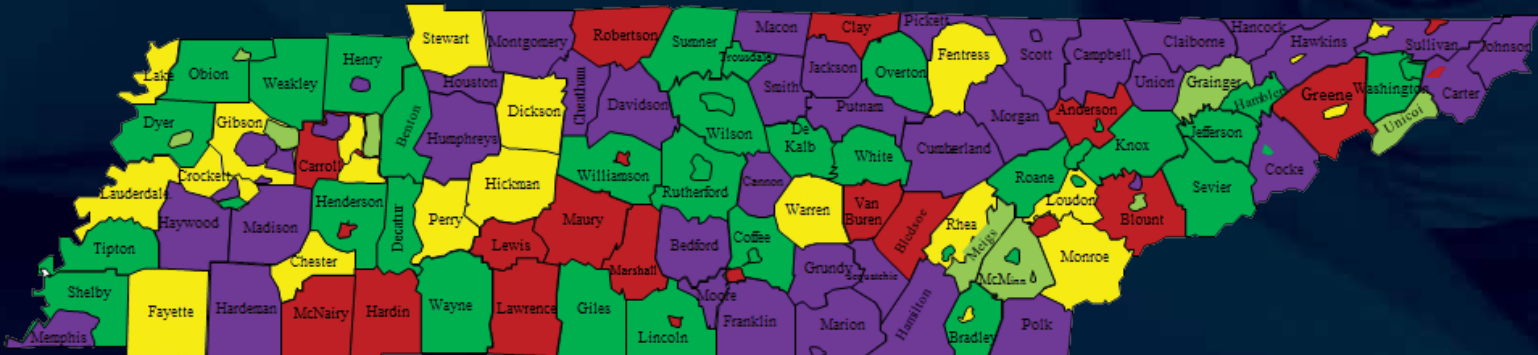 Stewart
Montgomery
Robertson
Sumner
Macon
Clay
Pickett
Fentress
Scott
Campbell
Claiborne
Hancock
Hawkins
Sullivan
Johnson
Lake
Obion
Weakley
Henry
Houston
Dickson
Cheatham
Davidson
Trousdale
Smith
Jackson
Overton
Putnam
Morgan
Anderson
Union
Grainger
Hamblen
Greene
Washington
Carter
Unicoi
Dyer
Gibson
Carroll
Benton
Humphreys
Wilson
De
Kalb
White
Cumberland
Knox
Jefferson
Cocke
Sevier
Lauderdale
Crockett
Haywood
Madison
Henderson
Decatur
Perry
Hickman
Williamson
Rutherford
Cannon
Warren
Van
Buren
Bledsoe
Rhea
Roane
Loudon
Blount
Monroe
Meigs
McMinn
Tipton
Chester
Lewis
Maury
Marshall
Bedford
Coffee
Grundy
Sequatchie
Shelby
Memphis
Fayette
Hardeman
McNairy
Hardin
Wayne
Lawrence
Giles
Lincoln
Moore
Franklin
Marion
Hamilton
Bradley
Polk